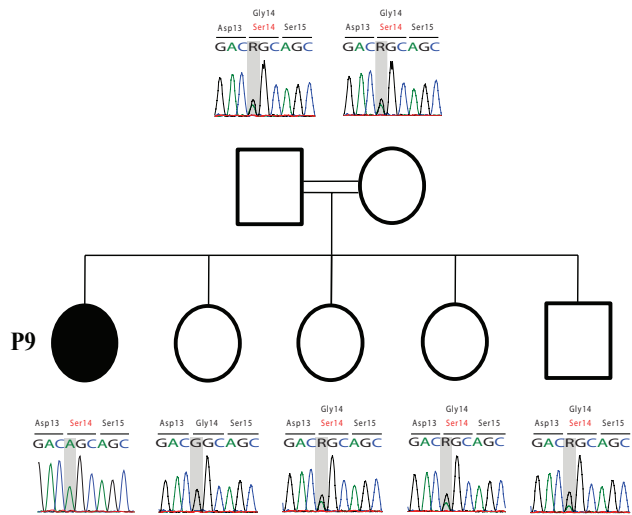 Gly14 Gly14
Asp13 Ser14 Ser15 Asp13 Ser14 Ser15
GACRGCAGC GACRGCAGC
P9
Gly14 Gly14 Gly14
Asp13 Ser14 Ser15 Asp13 Gly14 Ser15 Asp13 Ser14 Ser15 Asp13 Ser14 Ser15 Asp13 Ser14 Ser15
GACAGCAGC GACGGCAGC GACRGCAGC GACRGCAGC GACRGCAGC